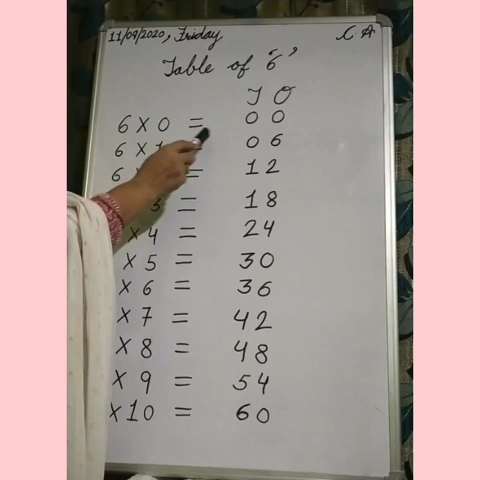 11/09/2020, Friday C.A
Table of '6'
T O
6 X 0 = 00
6 X 1 06
6 = 12
3 = 18
X 4 = 24
X 5 = 30
X 6 = 36
X 7 = 42
X 8 = 48
X 9 = 54
X 10 = 60